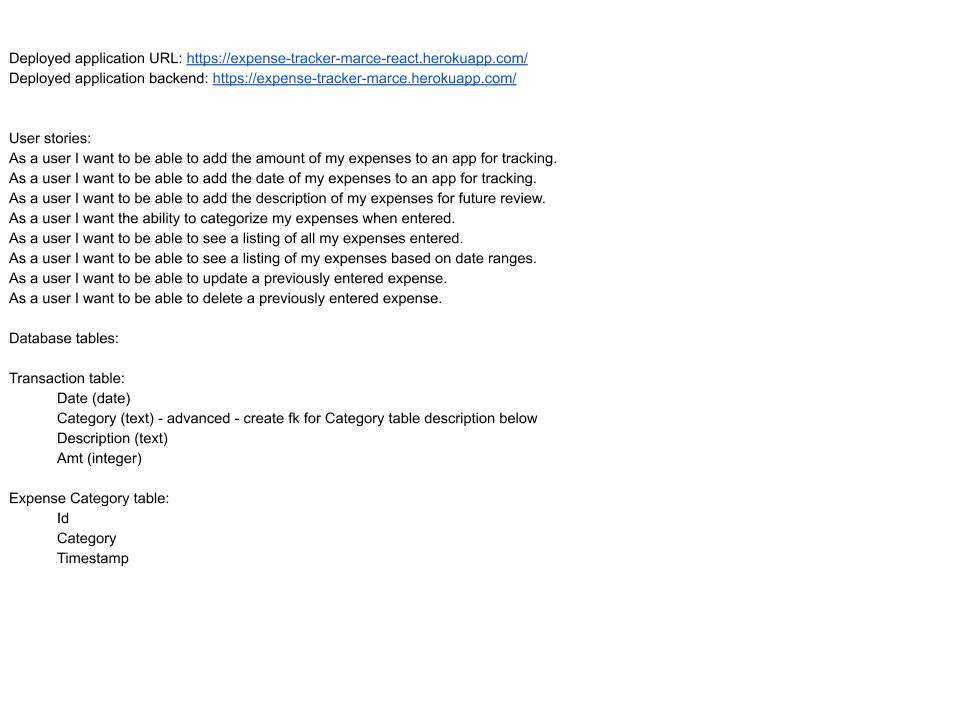 Deployed application URL: https://expense-tracker-marce-react.herokuapp.com/
Deployed application backend: https://expense-tracker-marce.herokuapp.com/
User stories:
As a user I want to be able to add the amount of my expenses to an app for tracking.
As a user I want to be able to add the date of my expenses to an app for tracking.
As a user I want to be able to add the description of my expenses for future review.
As a user I want the ability to categorize my expenses when entered.
As a user I want to be able to see a listing of all my expenses entered.
As a user I want to be able to see a listing of my expenses based on date ranges.
As a user I want to be able to update a previously entered expense.
As a user I want to be able to delete a previously entered expense.
Database tables:
Transaction table:
Date (date)
Category (text) - advanced - create fk for Category table description below
Description (text)
Amt (integer)
Expense Category table:
Id
Category
Timestamp